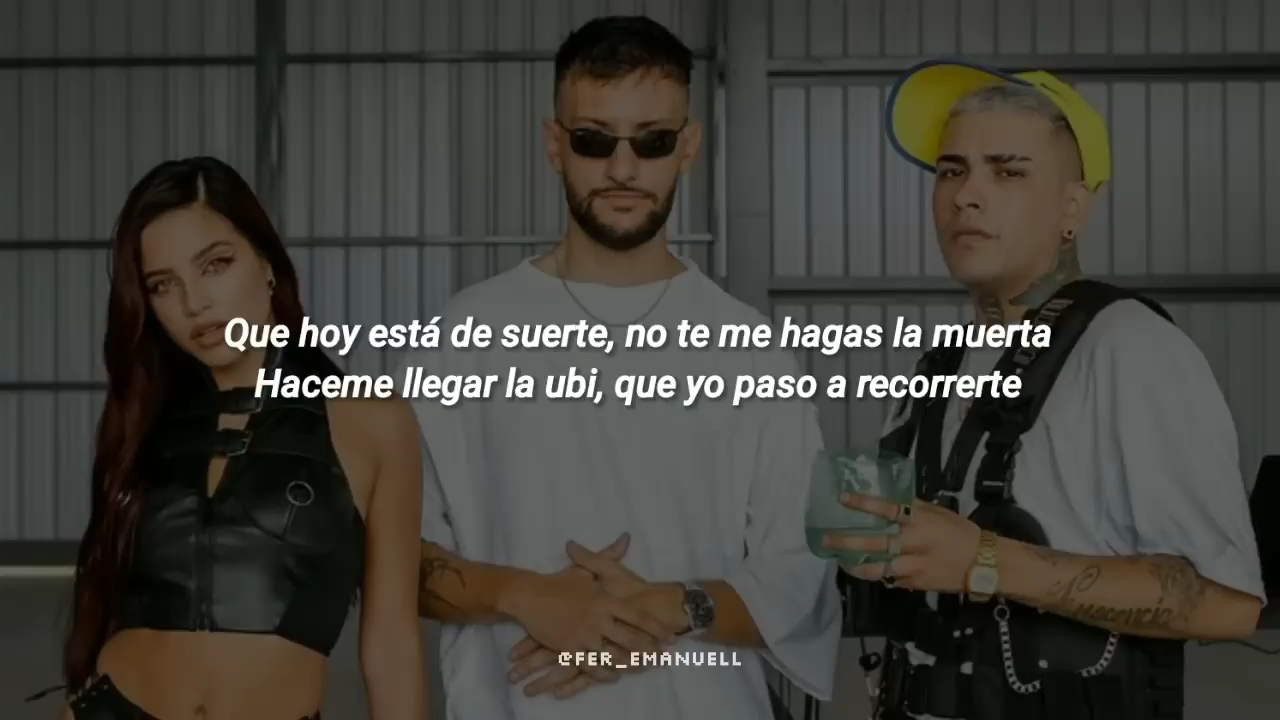 Que hoy está de suerte, no te me hagas la muerta
Haceme llegar la ubi, que yo paso a recorrerte
@FER_EMANUELL